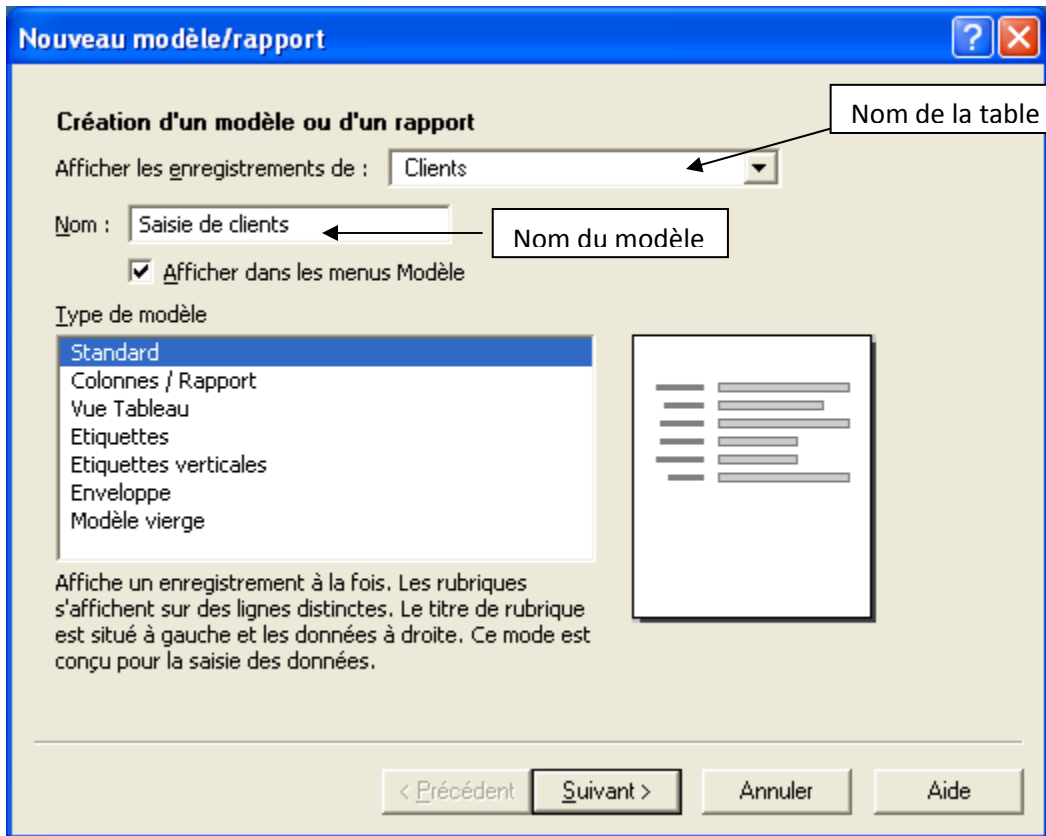 Nouveau modèle/rapport
Création d'un modèle ou d'un rapport
Nom de la table
Afficher les enregistrements de : Clients
Nom : Saisie de clients
Nom du modèle
Afficher dans les menus Modèle
Type de modèle
Standard
Colonnes / Rapport
Vue Tableau
Etiquettes
Etiquettes verticales
Enveloppe
Modèle vierge
Affiche un enregistrement à la fois. Les rubriques
s'affichent sur des lignes distinctes. Le titre de rubrique
est situé à gauche et les données à droite. Ce mode est
conçu pour la saisie des données.
< Précédent Suivant > Annuler Aide